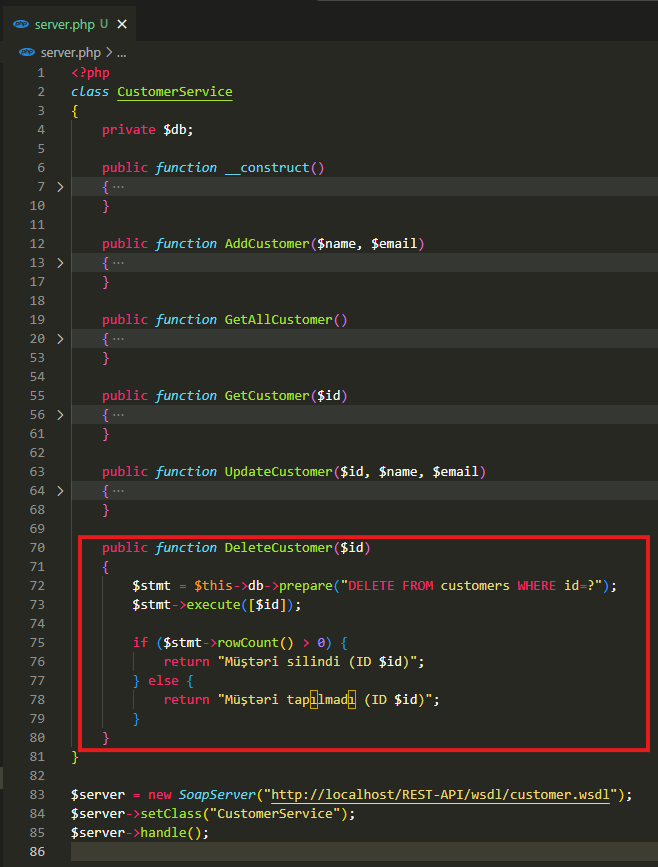 php server.php U ×
php server.php > ...
1 <?php
2 class CustomerService
3 {
4     private $db;
5
6     public function __construct()
7 > { ...
10     }
11
12     public function AddCustomer($name, $email)
13 > { ...
17     }
18
19     public function GetAllCustomer()
20 > { ...
53     }
54
55     public function GetCustomer($id)
56 > { ...
61     }
62
63     public function UpdateCustomer($id, $name, $email)
64 > { ...
68     }
69
70     public function DeleteCustomer($id)
71     {
72         $stmt = $this->db->prepare("DELETE FROM customers WHERE id=?");
73         $stmt->execute([$id]);
74
75         if ($stmt->rowCount() > 0) {
76             return "Müştəri silindi (ID $id)";
77         } else {
78             return "Müştəri tapılmadı (ID $id)";
79         }
80     }
81 }
82
83 $server = new SoapServer("http://localhost/REST-API/wsdl/customer.wsdl");
84 $server->setClass("CustomerService");
85 $server->handle();
86